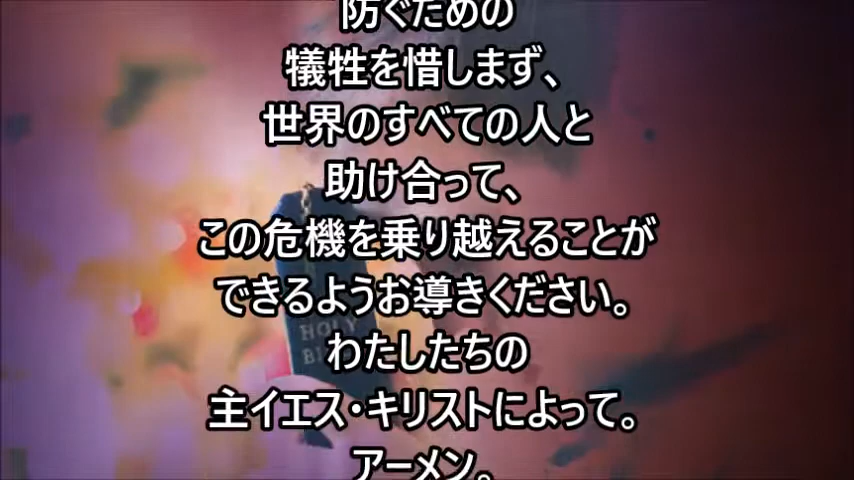 防ぐための
犠牲を惜しまず、
世界のすべての人と
助け合って、
この危機を乗り越えることが
できるようお導きください。
HOLY
わたしたちの
主イエス・キリストによって。
アーメン。